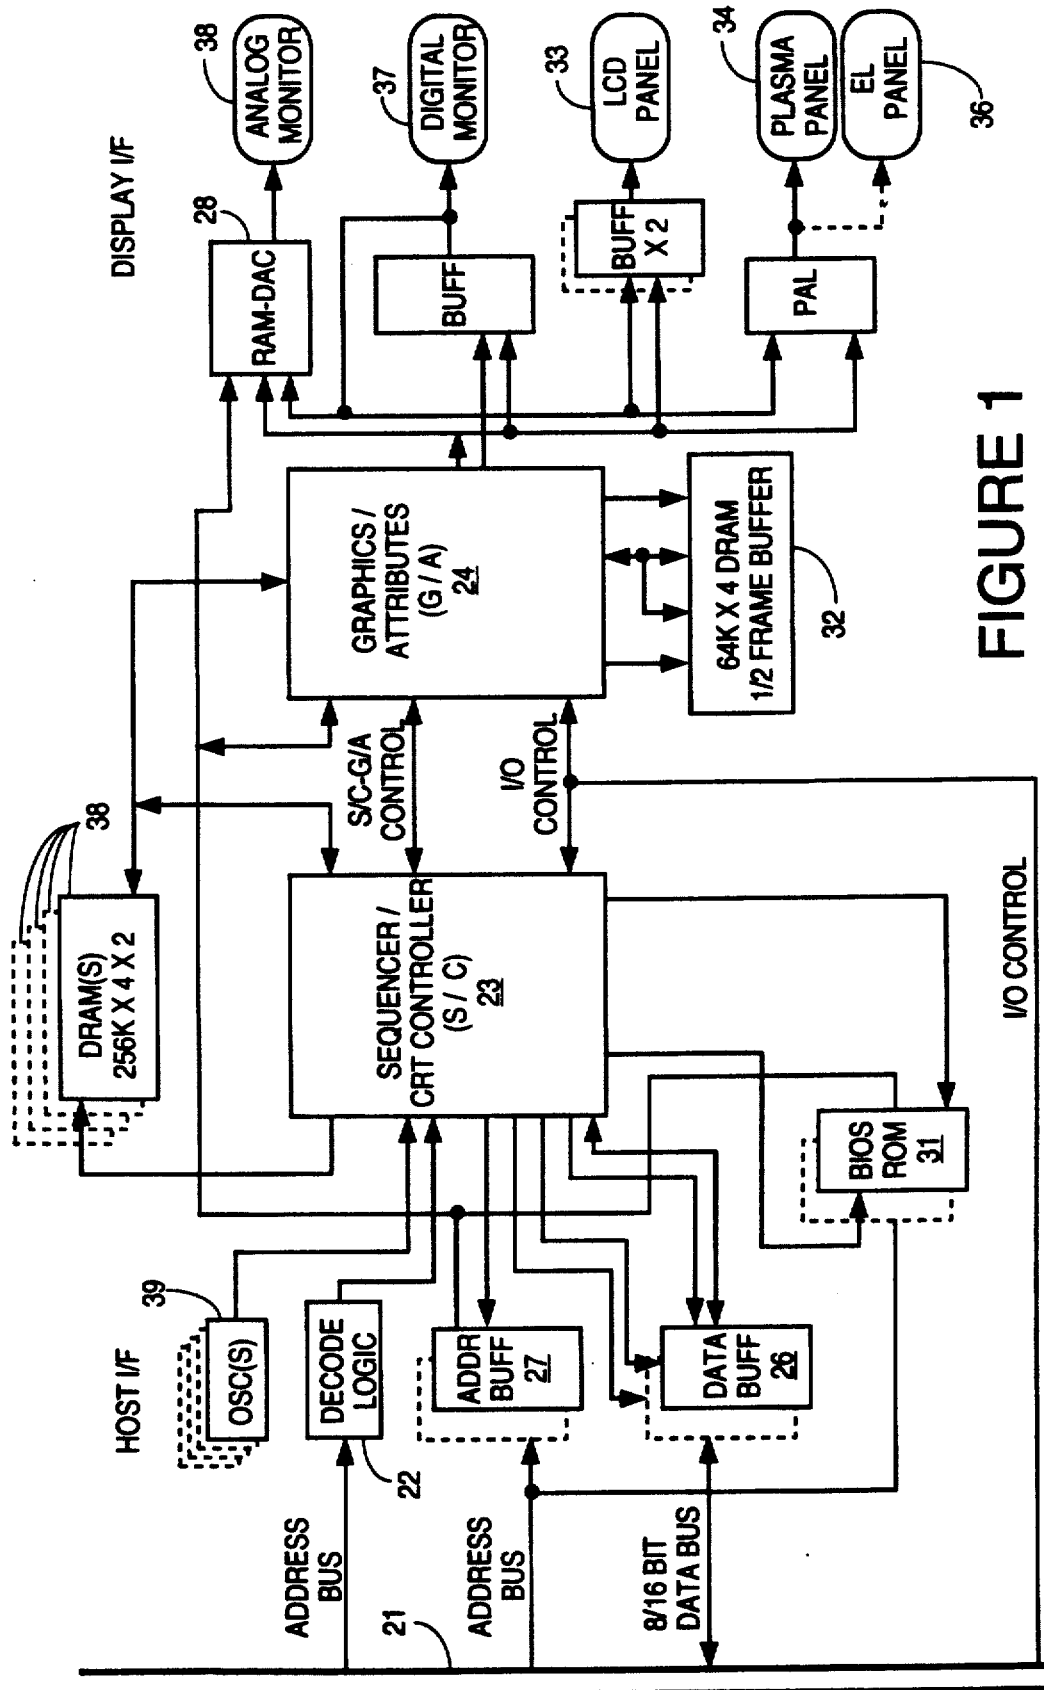 HOST I/F
DISPLAY I/F
39
OSC(S)
DECODE
LOGIC
22
ADDRESS
BUS
21
ADDRESS
BUS
ADDR
BUFF
27
8/16 BIT
DATA BUS
DATA
BUFF
26
DRAM(S)
256K X 4 X 2
38
SEQUENCER /
CRT CONTROLLER
(S / C)
23
BIOS
ROM
31
S/C-G/A
CONTROL
I/O
CONTROL
I/O CONTROL
GRAPHICS /
ATTRIBUTES
(G / A)
24
64K X 4 DRAM
1/2 FRAME BUFFER
32
28
RAM-DAC
BUFF
BUFF
X 2
PAL
38
ANALOG
MONITOR
37
DIGITAL
MONITOR
33
LCD
PANEL
34
PLASMA
PANEL
EL
PANEL
36
FIGURE 1